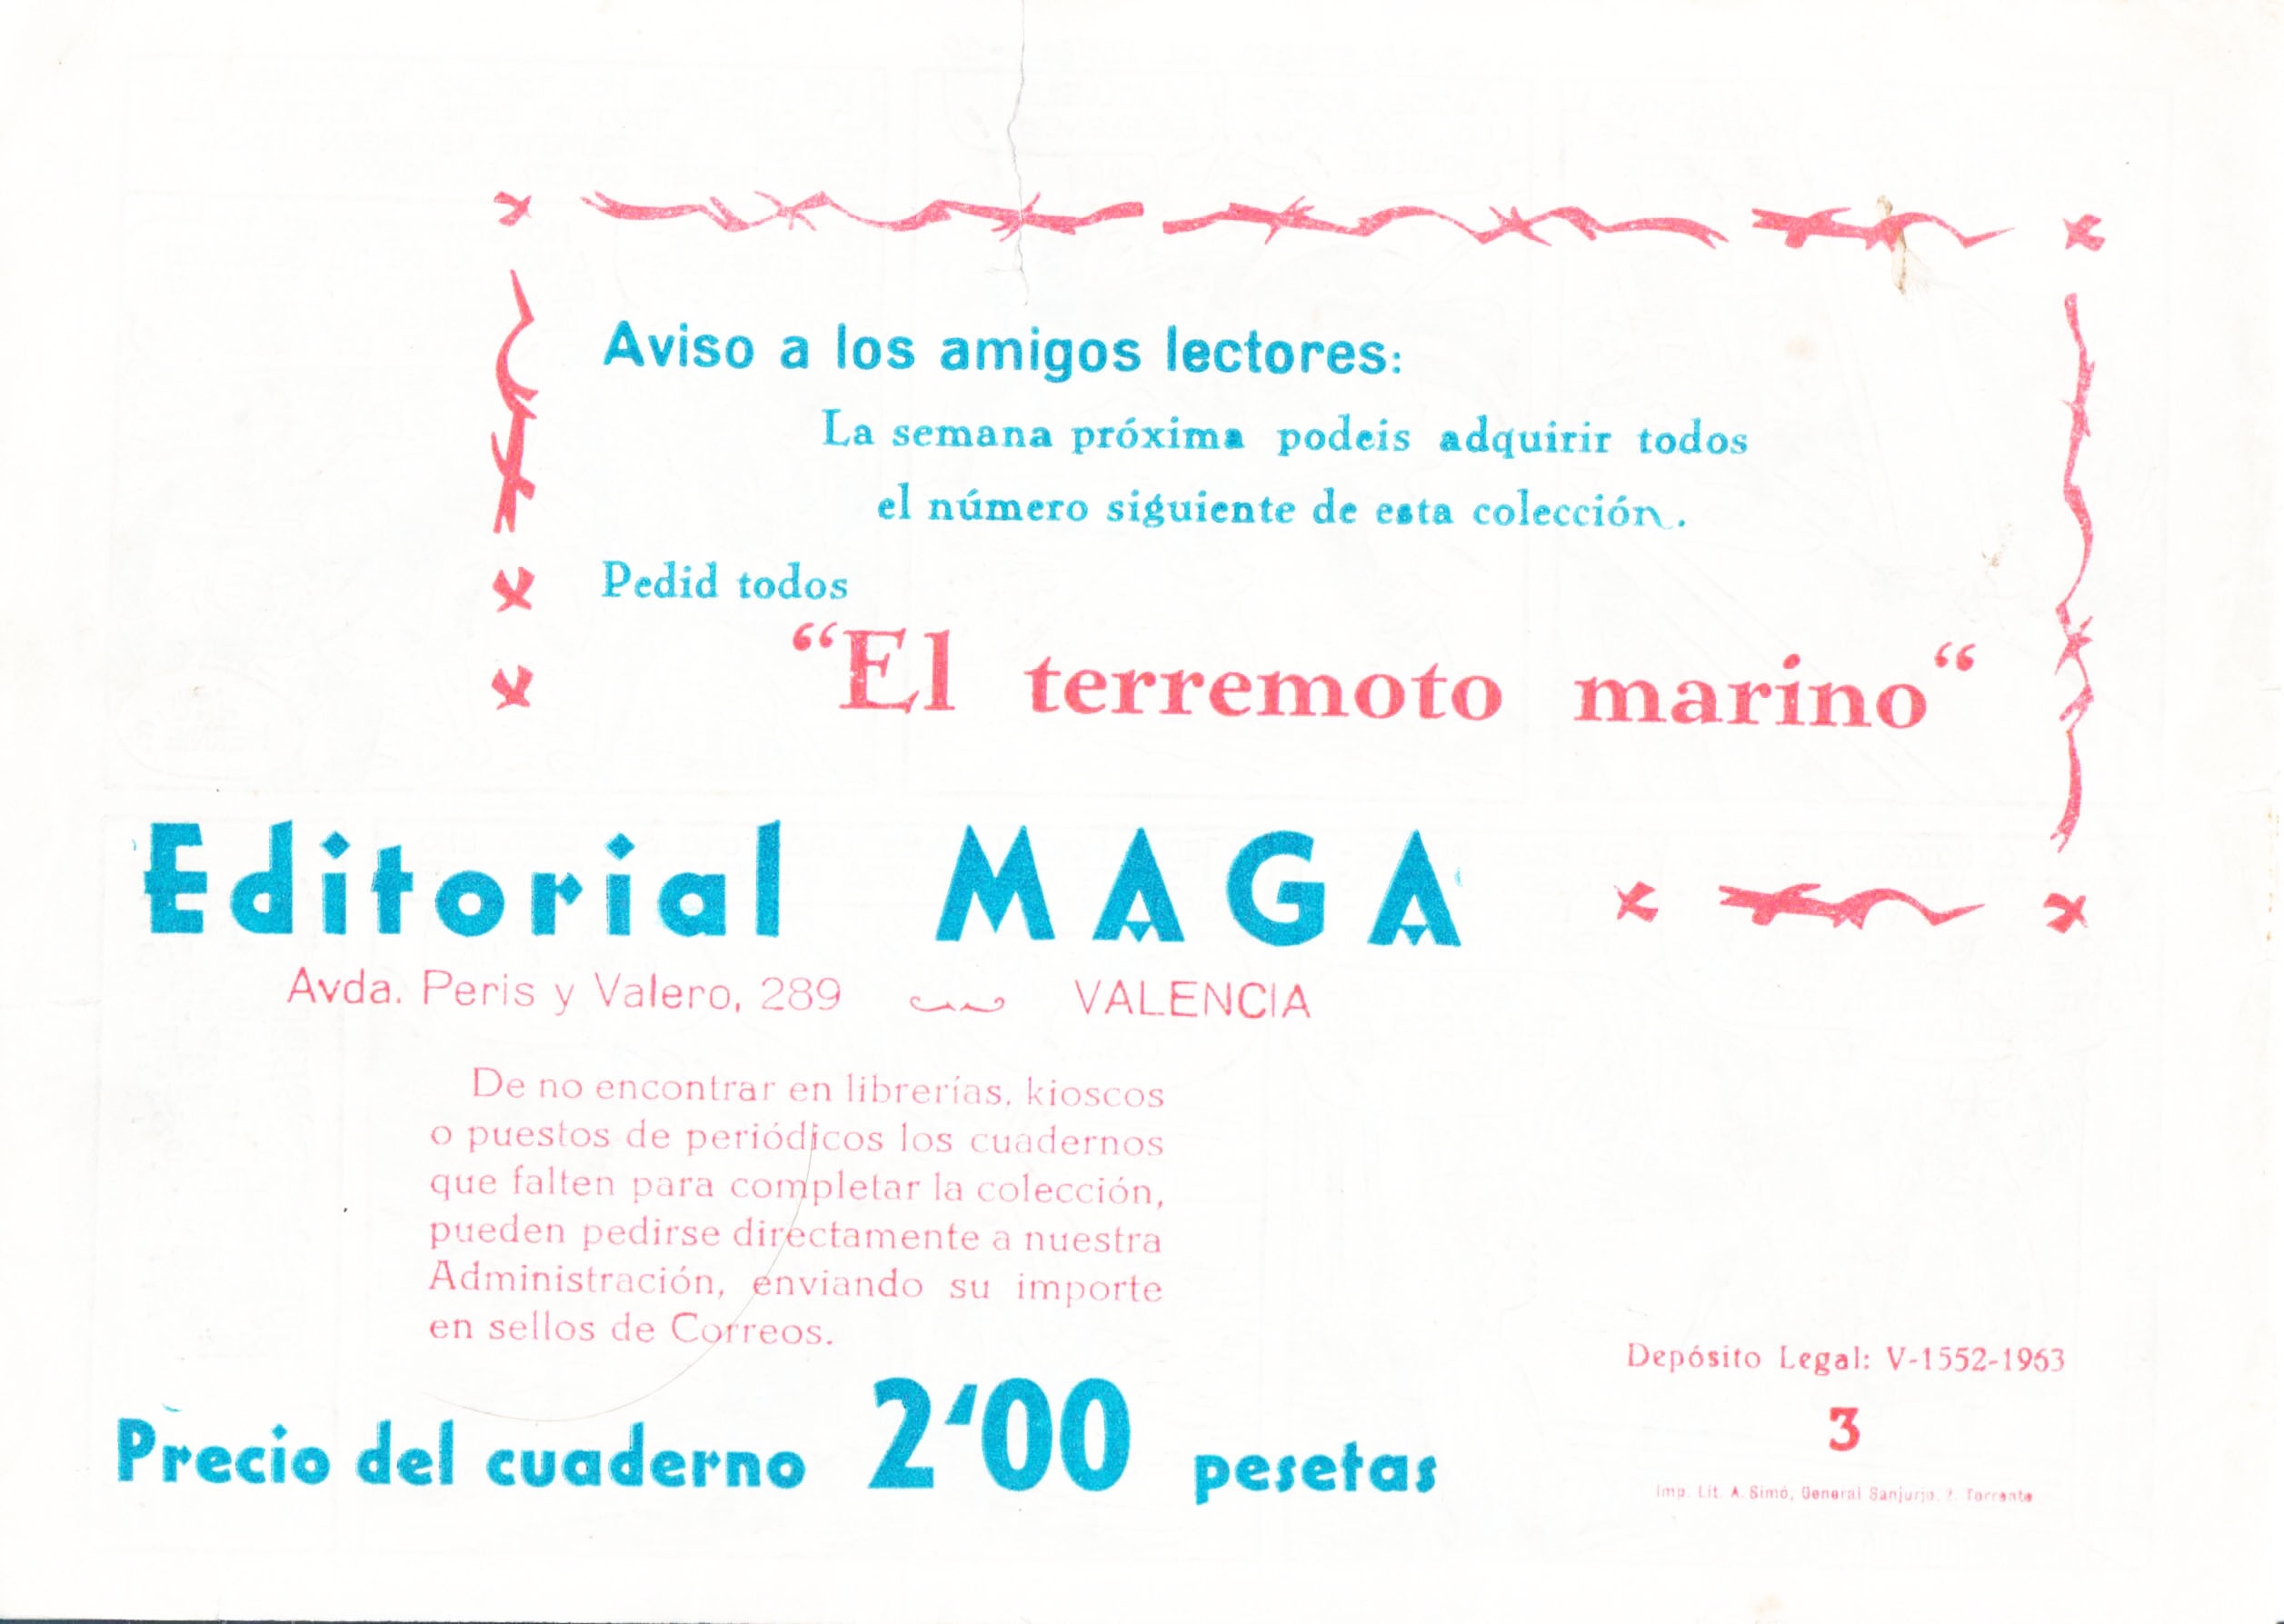 Aviso a los amigos lectores:
La semana próxima podeis adquirir todos
el número siguiente de esta colección.
Pedid todos
“El terremoto marino“
Editorial MAGA
Avda. Peris y Valero, 289 VALENCIA
De no encontrar en librerías, kioscos
o puestos de periódicos los cuadernos
que falten para completar la colección,
pueden pedirse directamente a nuestra
Administración, enviando su importe
en sellos de Correos.
Precio del cuaderno 2'00 pesetas
Depósito Legal: V-1552-1963
3
Imp. Lit. A. Simó, General Sanjurjo, Torrente